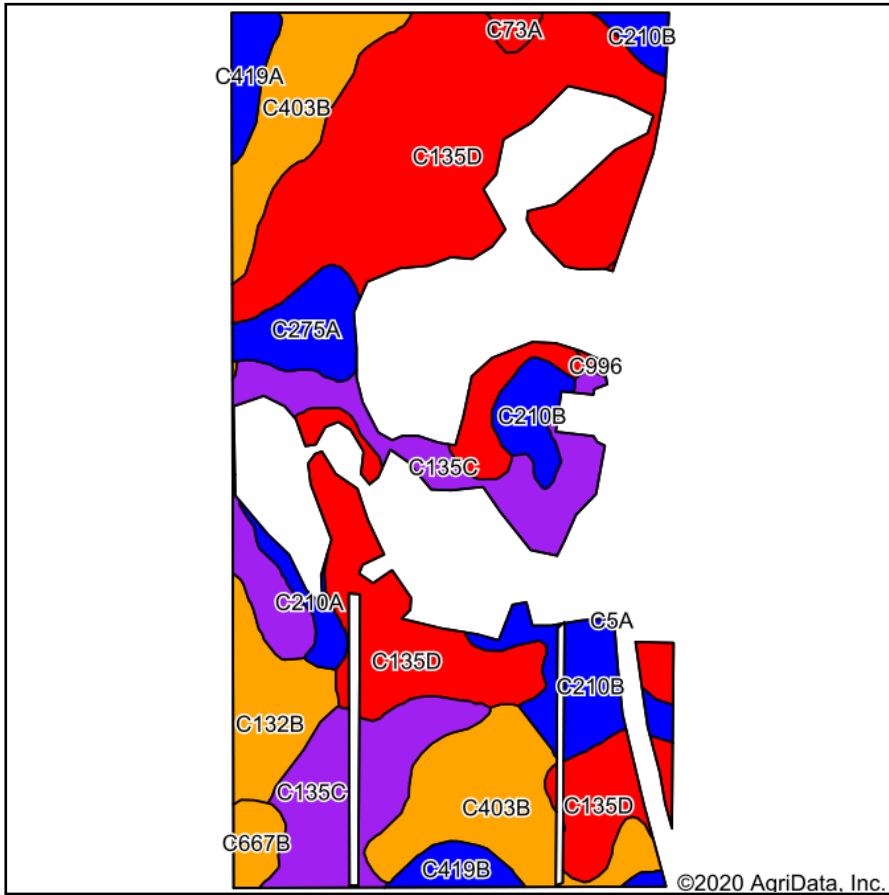 C73A
C210B
C419A
C403B
C135D
C275A
C996
C210B
C135C
C210A
C5A
C135D
C210B
C132B
C135C
C403B
C135D
C667B
C419B
©2020 AgriData, Inc.